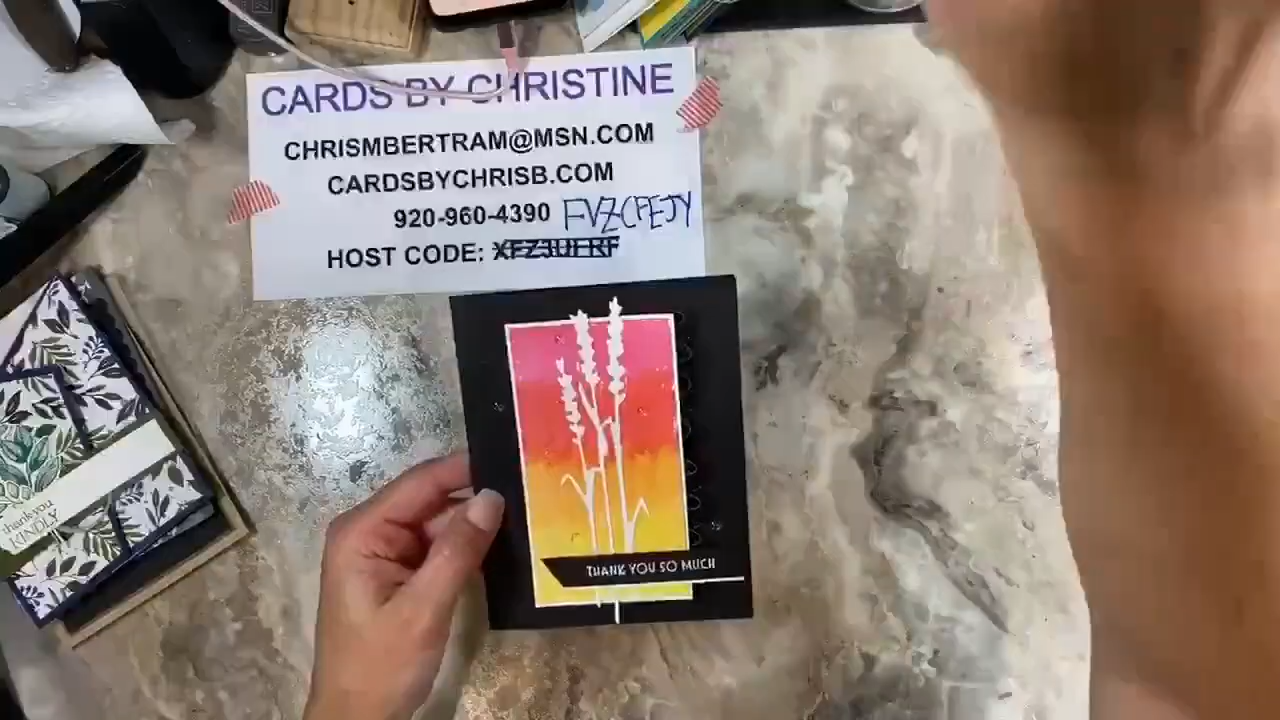 CARDS BY CHRISTINE
CHRISMBERTRAM@MSN.COM
CARDSBYCHRISB.COM
920-960-4390 FVZCFEJY
HOST CODE: XFZJUFRF
THANK YOU SO MUCH
thank you
KINDLY